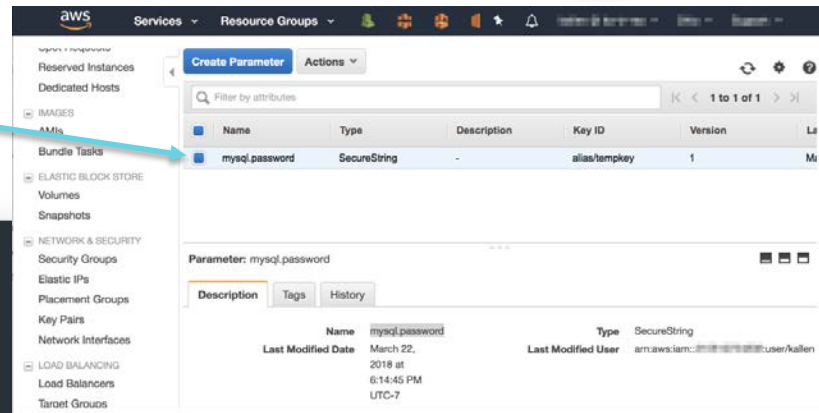 aws Services Resource Groups
Reserved Instances
Dedicated Hosts
IMAGES
AMIs
Bundle Tasks
ELASTIC BLOCK STORE
Volumes
Snapshots
NETWORK & SECURITY
Security Groups
Elastic IPs
Placement Groups
Key Pairs
Network Interfaces
LOAD BALANCING
Load Balancers
Target Groups
Create Parameter Actions
Filter by attributes 1 to 1 of 1
Name Type Description Key ID Version
mysql.password SecureString - alias/tempkey 1
Parameter: mysql.password
Description Tags History
Name mysql.password Type SecureString
Last Modified Date March 22, Last Modified User arn:aws:iam:: :user/kallen
2018 at
6:14:45 PM
UTC-7